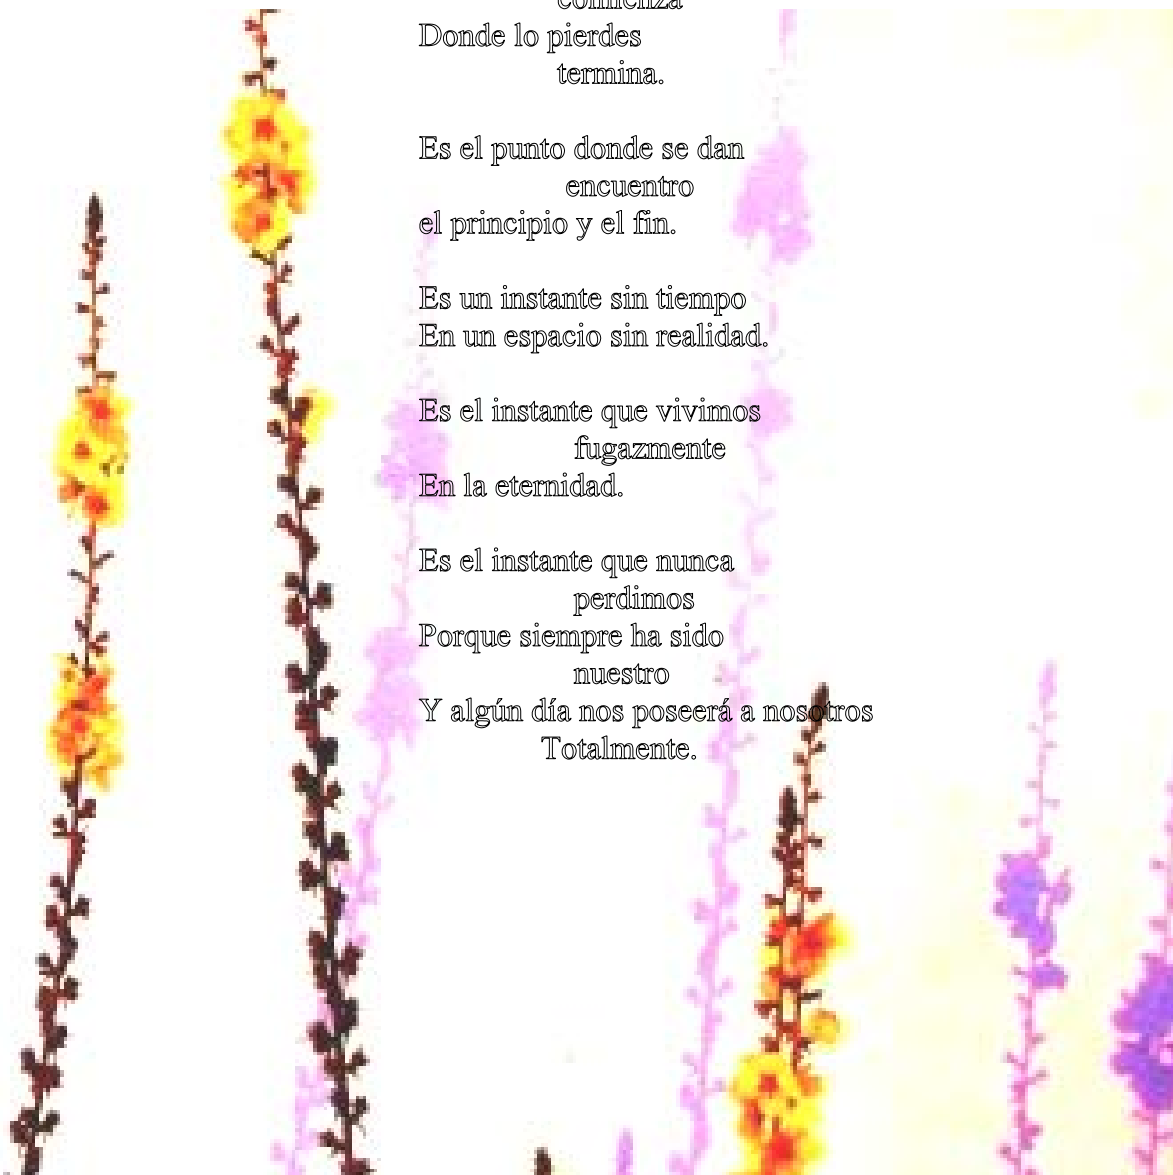 comienza
Donde lo pierdes
termina.
Es el punto donde se dan
encuentro
el principio y el fin.
Es un instante sin tiempo
En un espacio sin realidad.
Es el instante que vivimos
fugazmente
En la eternidad.
Es el instante que nunca
perdimos
Porque siempre ha sido
nuestro
Y algún día nos poseerá a nosotros
Totalmente.